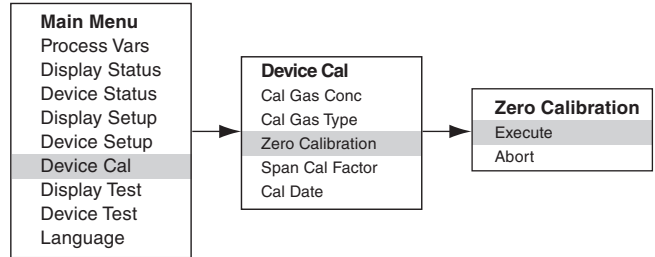 Main Menu
Process Vars
Display Status
Device Status
Display Setup
Device Setup
Device Cal
Display Test
Device Test
Language
Device Cal
Cal Gas Conc
Cal Gas Type
Zero Calibration
Span Cal Factor
Cal Date
Zero Calibration
Execute
Abort